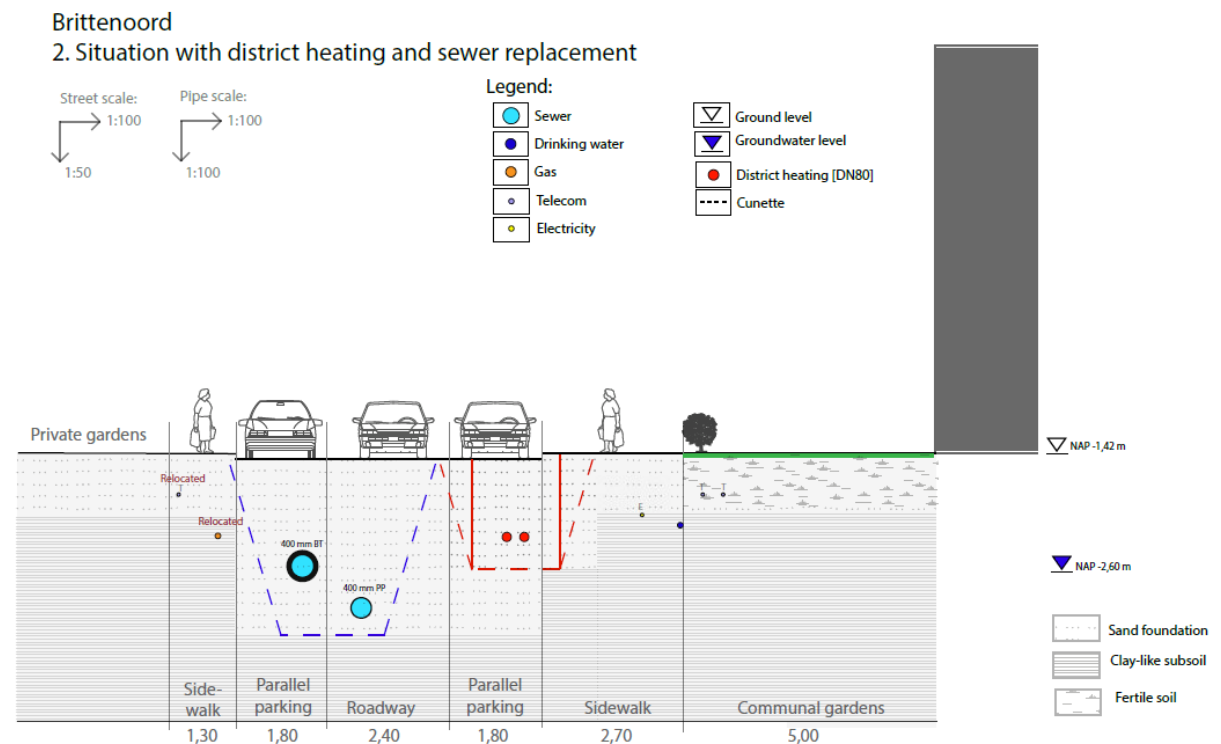 Brittenoord
2. Situation with district heating and sewer replacement
Street scale:
1:100
1:50
Pipe scale:
1:100
1:100
Legend:
Sewer
Drinking water
Gas
Telecom
Electricity
Ground level
Groundwater level
District heating [DN80]
Cunette
Private gardens
NAP -1,42 m
Relocated
T
T
T
E
Relocated
400 mm BT
400 mm PP
NAP -2,60 m
Sand foundation
Clay-like subsoil
Fertile soil
Side-
walk
Parallel
parking
Roadway
Parallel
parking
Sidewalk
Communal gardens
1,30
1,80
2,40
1,80
2,70
5,00